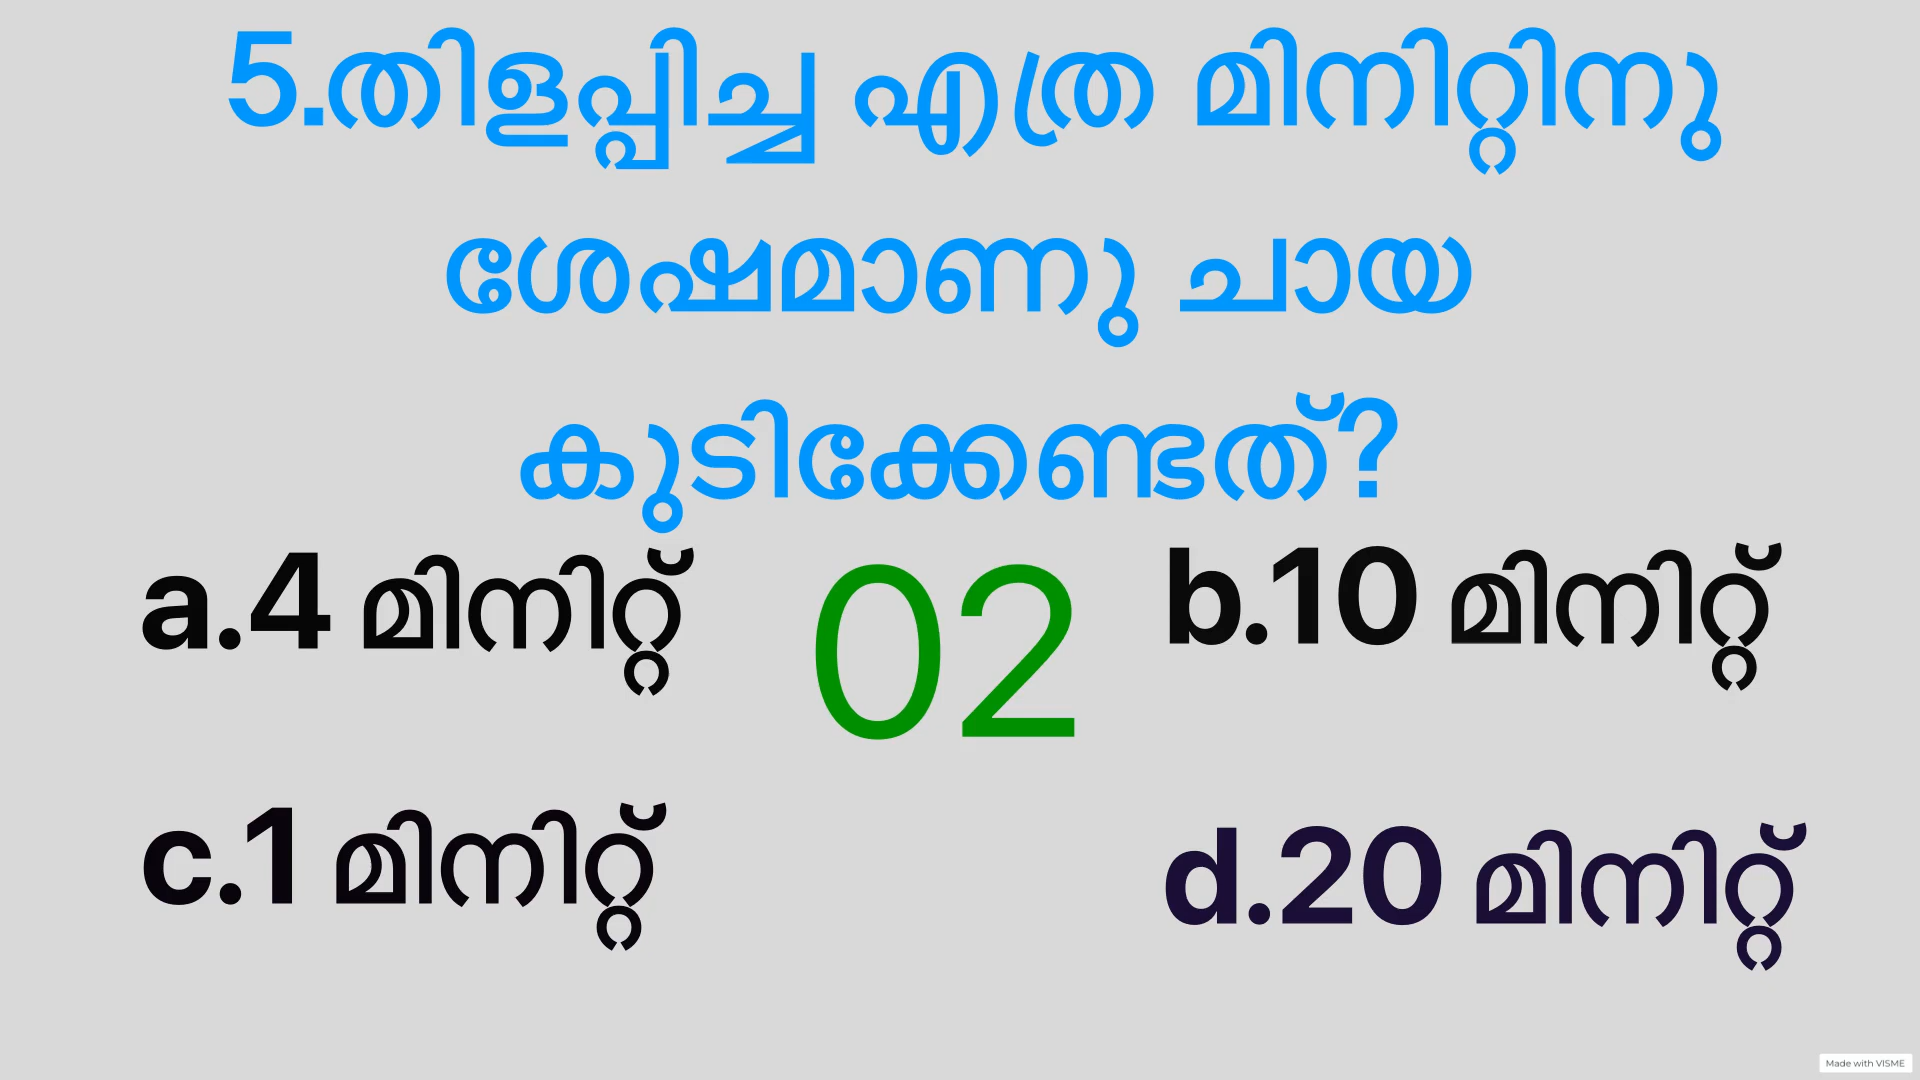 5.തിളപ്പിച്ച എത്ര മിനിറ്റിനു
ശേഷമാണു ചായ
കുടിക്കേണ്ടത്?
a.4 മിനിറ്റ്
02
b.10 മിനിറ്റ്
c.1 മിനിറ്റ്
d.20 മിനിറ്റ്
Made with VISME